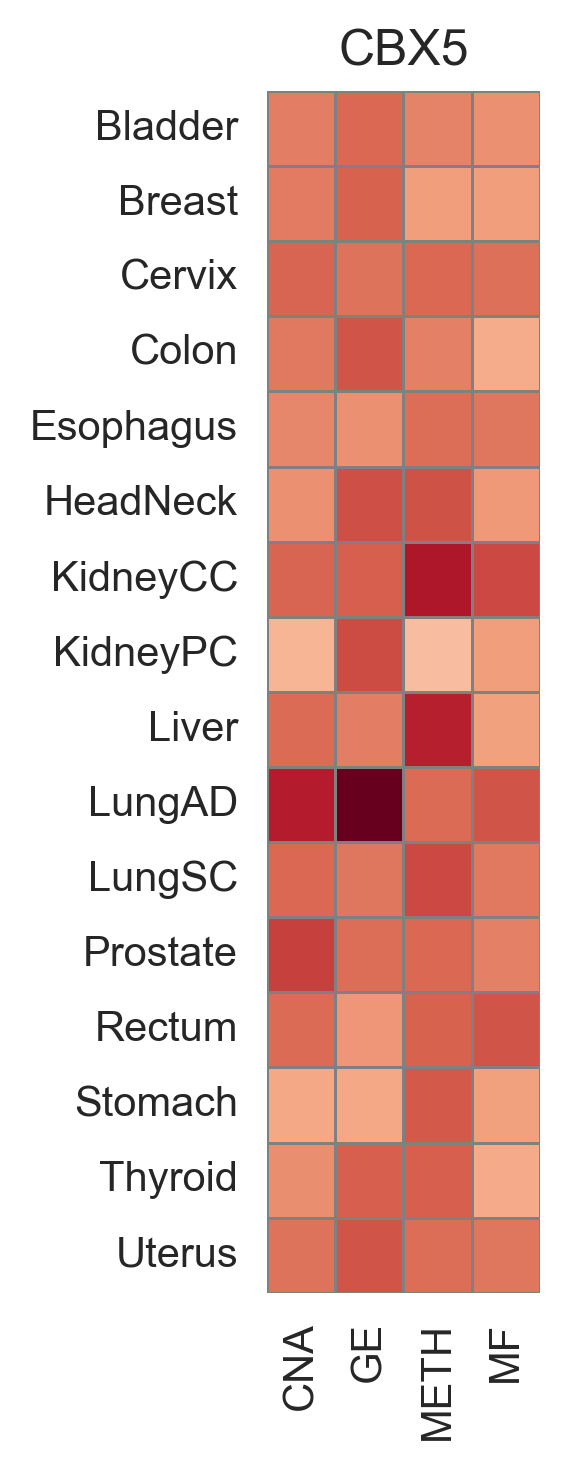 CBX5
Bladder
Breast
Cervix
Colon
Esophagus
HeadNeck
KidneyCC
KidneyPC
Liver
LungAD
LungSC
Prostate
Rectum
Stomach
Thyroid
Uterus
CNA
GE
METH
MF